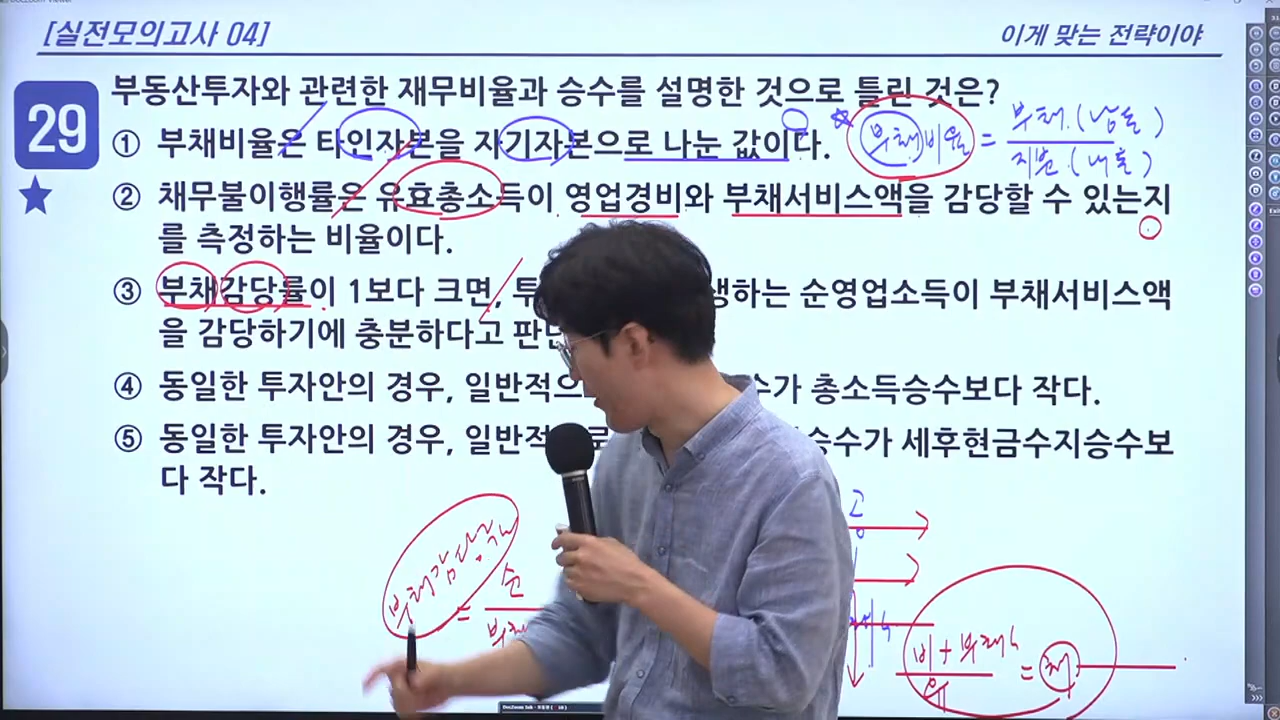 [실전모의고사 04]
이게 맞는 전략이야
29
부동산투자와 관련한 재무비율과 승수를 설명한 것으로 틀린 것은?
① 부채비율은 타인자본을 자기자본으로 나눈 값이다.
부채비율 = 부채(남돈)
지분(내돈)
② 채무불이행률은 유효총소득이 영업경비와 부채서비스액을 감당할 수 있는지
를 측정하는 비율이다.
③ 부채감당률이 1보다 크면, 투 생하는 순영업소득이 부채서비스액
을 감당하기에 충분하다고 판단
④ 동일한 투자안의 경우, 일반적으 수가 총소득승수보다 작다.
⑤ 동일한 투자안의 경우, 일반적으로 승수가 세후현금수지승수보
다 작다.
부채감당률 = 순
부채
비+부채
유
= 채